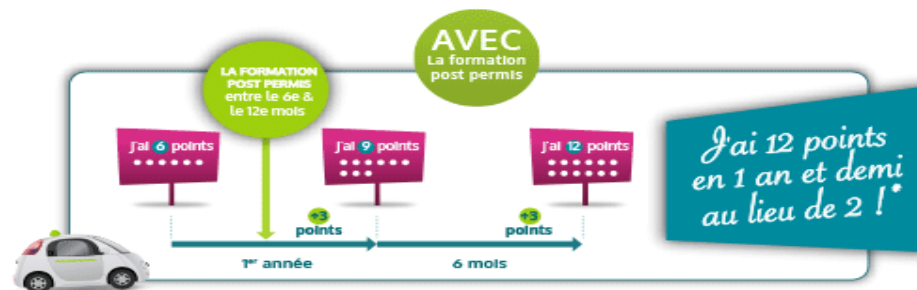 AVEC
La formation
post permis
LA FORMATION
POST PERMIS
entre le 6e &
le 12e mois
J'ai 6 points
J'ai 9 points
J'ai 12 points
+3
points
+3
points
1er année
6 mois
J'ai 12 points
en 1 an et demi
au lieu de 2 !*